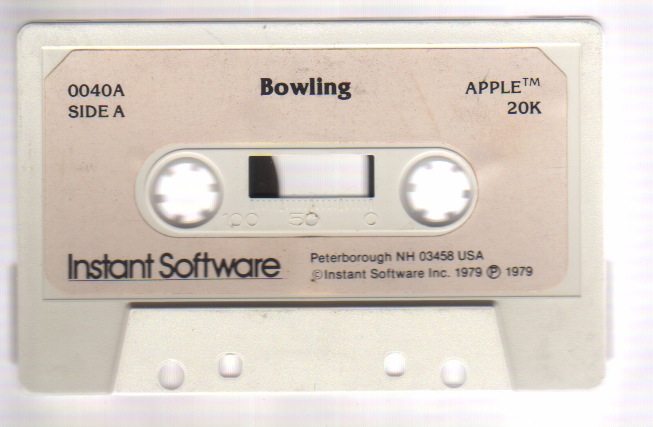 0040A
SIDE A
Bowling
APPLE™
20K
100 50 0
Instant Software
Peterborough NH 03458 USA
©Instant Software Inc. 1979 ℗ 1979